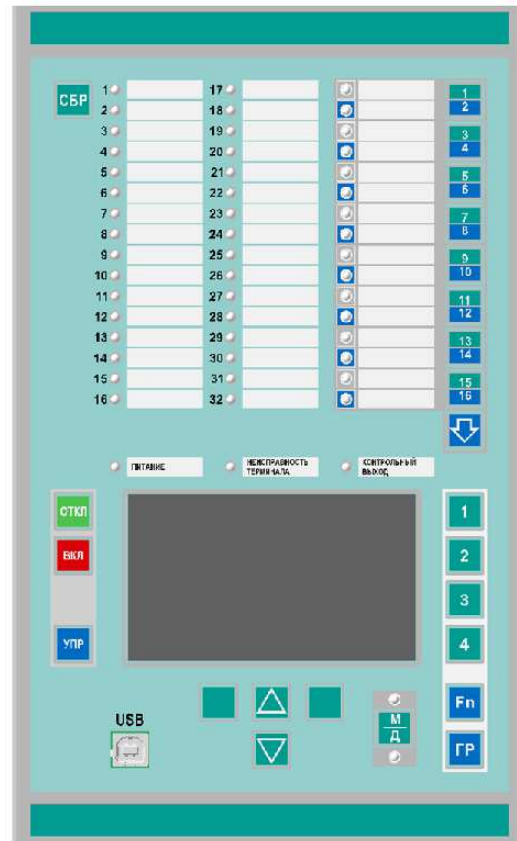 СБР
1 17 1
2 18 2
3 19 3
4 20 4
5 21 5
6 22 6
7 23 7
8 24 8
9 25 9
10 26 10
11 27 11
12 28 12
13 29 13
14 30 14
15 31 15
16 32 16
ПИТАНИЕ
НЕИСПРАВНОСТЬ
ТЕРМИНАЛА
КОНТРОЛЬНЫЙ
ВЫХОД
ОТКЛ
ВКЛ
УПР
1
2
3
4
Fn
ГР
М
Д
USB